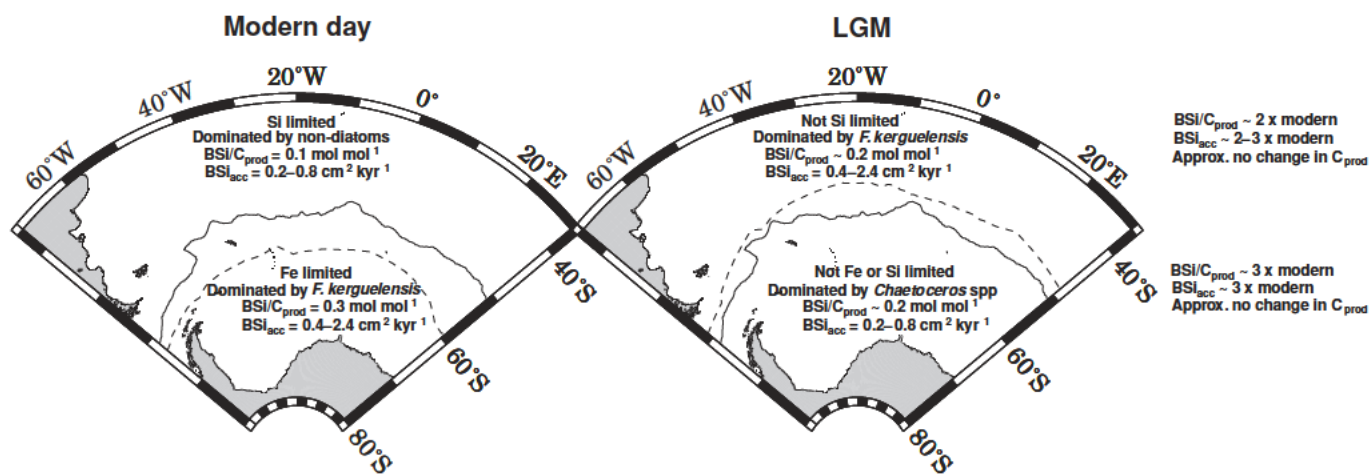 Modern day
60°W
40°W
20°W
0°
20°E
40°S
60°S
80°S
Si limited
Dominated by non-diatoms
BSi/Cprod = 0.1 mol mol 1
BSiacc = 0.2–0.8 cm 2 kyr 1
Fe limited
Dominated by F. kerguelensis
BSi/Cprod = 0.3 mol mol 1
BSiacc = 0.4–2.4 cm 2 kyr 1
LGM
60°W
40°W
20°W
0°
20°E
40°S
60°S
80°S
Not Si limited
Dominated by F. kerguelensis
BSi/Cprod ~ 0.2 mol mol 1
BSiacc = 0.4–2.4 cm 2 kyr 1
Not Fe or Si limited
Dominated by Chaetoceros spp
BSi/Cprod ~ 0.2 mol mol 1
BSiacc = 0.2–0.8 cm 2 kyr 1
BSi/Cprod ~ 2 x modern
BSiacc ~ 2–3 x modern
Approx. no change in Cprod
BSi/Cprod ~ 3 x modern
BSiacc ~ 3 x modern
Approx. no change in Cprod